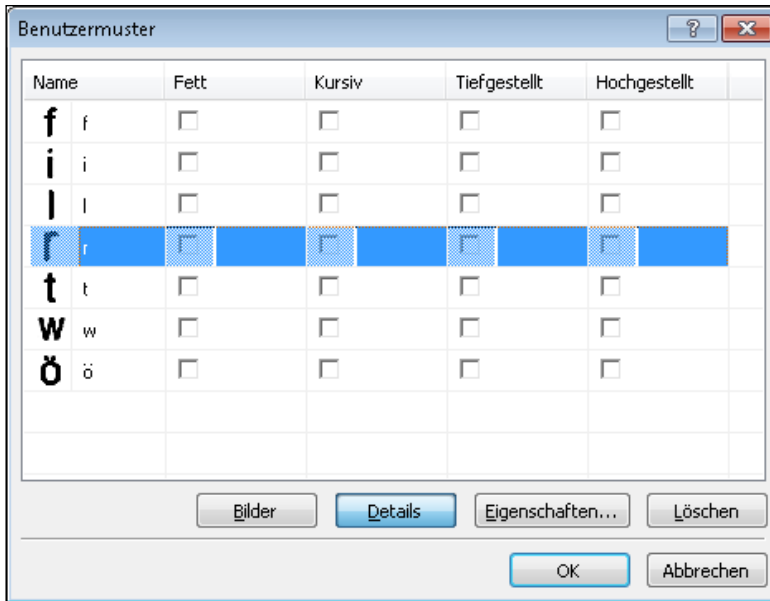 Benutzermuster
Name Fett Kursiv Tiefgestellt Hochgestellt
f f
i i
l l
r r
t t
w w
ö ö
Bilder Details Eigenschaften... Löschen
OK Abbrechen